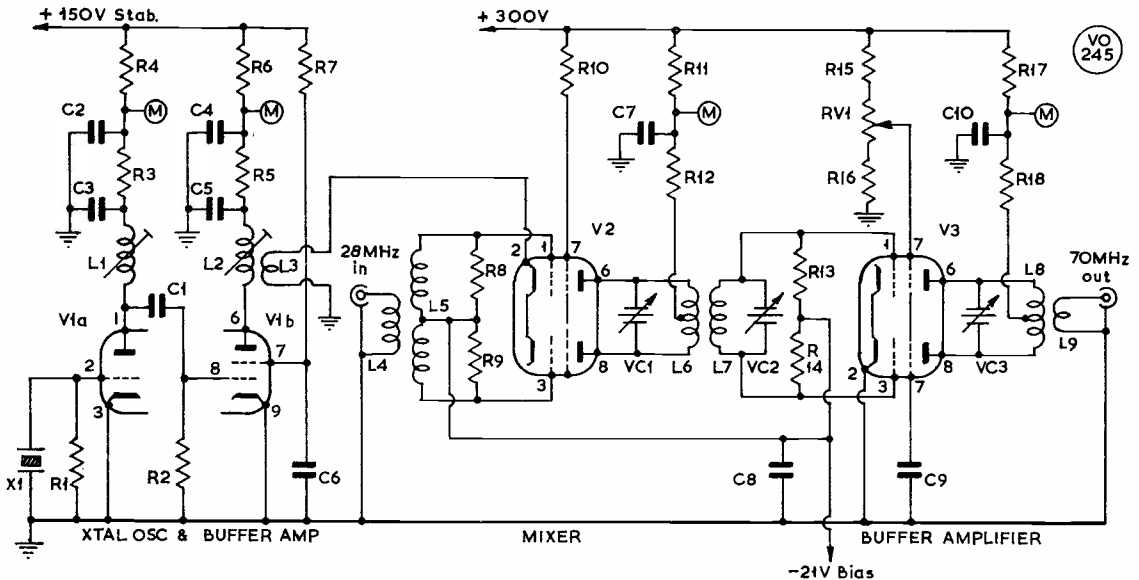 + 150V Stab.
+ 300V
VO
245
R4
R6
R7
R10
R11
R15
R17
C2
M
C4
M
C7
M
RV1
C10
M
R3
R5
R12
R16
R18
C3
C5
L1
L2
L3
28MHz
in
V2
V3
70MHz
out
C1
V1a
V1b
1
6
2
3
8
7
9
L4
L5
R8
R9
2
1
7
6
3
8
VC1
L6
L7
VC2
R13
R
14
1
7
6
2
3
7
8
VC3
L8
L9
X1
R1
R2
C6
C8
C9
XTAL OSC & BUFFER AMP
MIXER
BUFFER AMPLIFIER
-21V Bias